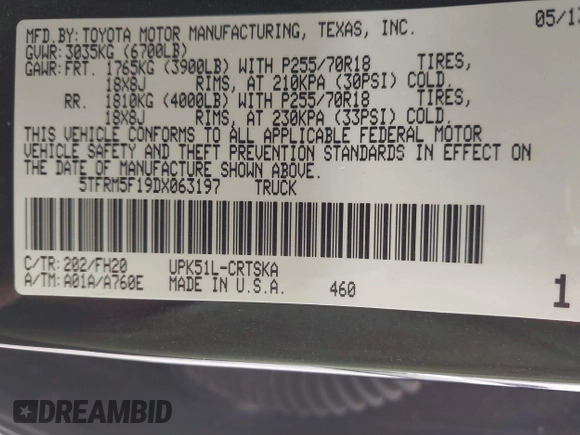 MFD.BY:TOYOTA MOTOR MANUFACTURING, TEXAS, INC. 05/1
GVWR:3035KG (6700LB)
GAWR:FRT. 1765KG (3900LB) WITH P255/70R18 TIRES,
18X8J RIMS, AT 210KPA (30PSI) COLD.
RR. 1810KG (4000LB) WITH P255/70R18 TIRES,
18X8J RIMS, AT 230KPA (33PSI) COLD.
THIS VEHICLE CONFORMS TO ALL APPLICABLE FEDERAL MOTOR
VEHICLE SAFETY AND THEFT PREVENTION STANDARDS IN EFFECT ON
THE DATE OF MANUFACTURE SHOWN ABOVE.
5TFRM5F19DX063197 TRUCK
C/TR:202/FH20 UPK51L-CRTSKA
A/TM:A01A/A760E MADE IN U.S.A. 460 1
DREAMBID